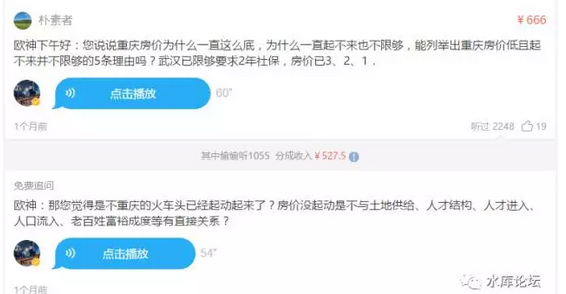 朴素者
￥666
欧神下午好：您说说重庆房价为什么一直这么底，为什么一直起不来也不限够，能列举出重庆房价低且起
不来并不限够的5条理由吗？武汉已限够要求2年社保，房价已3、2、1．
点击播放
60"
1个月前
听过 2248
19
其中偷偷听1055 分成收入￥527.5
免费追问
欧神：那您觉得是不重庆的火车头已经起动起来了？房价没起动是不与土地供给、人才结构、人才进入、
人口流入、老百姓富裕成度等有直接关系？
点击播放
54"
1个月前
水库论坛